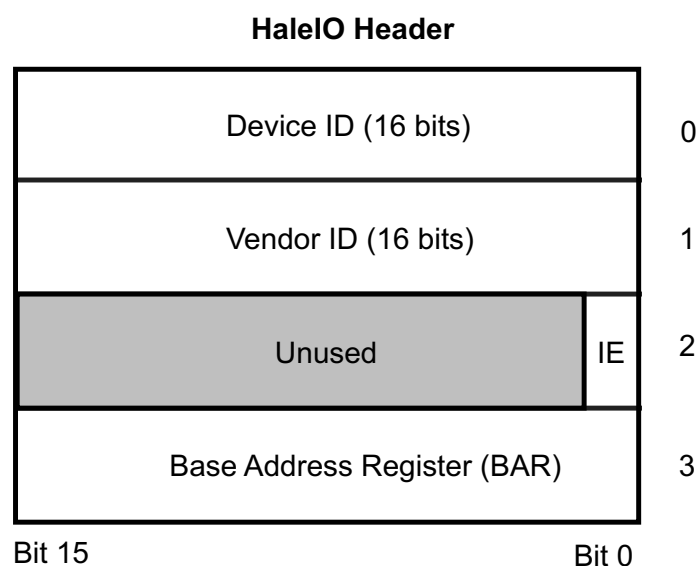 HaleIO Header
Device ID (16 bits)
0
Vendor ID (16 bits)
1
Unused
IE
2
Base Address Register (BAR)
3
Bit 15
Bit 0